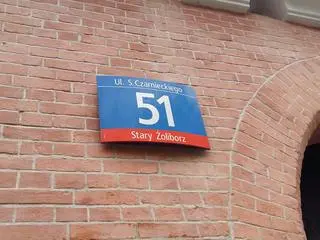 Ul. S. Czarnieckiego
51
Stary Żoliborz